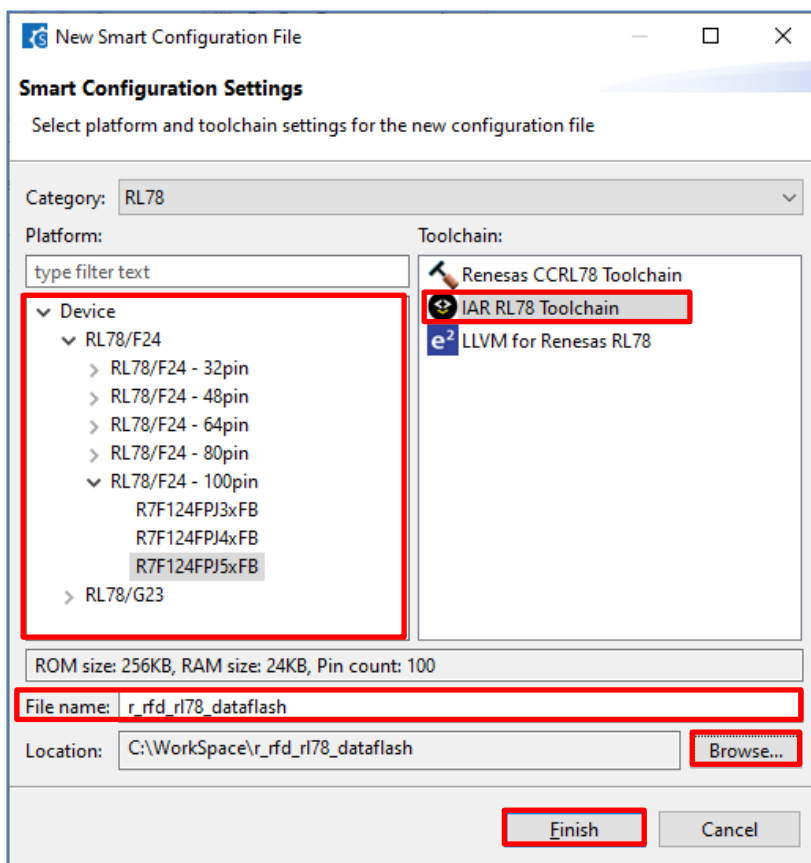 New Smart Configuration File
Smart Configuration Settings
Select platform and toolchain settings for the new configuration file
Category: RL78
Platform:
type filter text
Device
RL78/F24
RL78/F24 - 32pin
RL78/F24 - 48pin
RL78/F24 - 64pin
RL78/F24 - 80pin
RL78/F24 - 100pin
R7F124FPJ3xFB
R7F124FPJ4xFB
R7F124FPJ5xFB
RL78/G23
Toolchain:
Renesas CCRL78 Toolchain
IAR RL78 Toolchain
e² LLVM for Renesas RL78
ROM size: 256KB, RAM size: 24KB, Pin count: 100
File name: r_rfd_rl78_dataflash
Location: C:\WorkSpace\r_rfd_rl78_dataflash Browse...
Finish Cancel